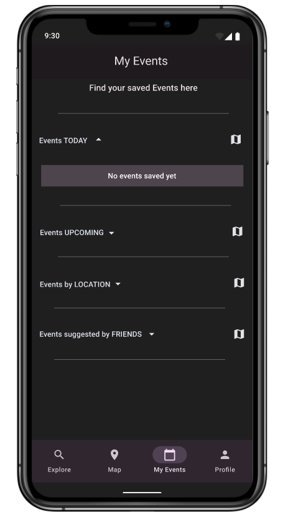 9:30
My Events
Find your saved Events here
Events TODAY
No events saved yet
Events UPCOMING
Events by LOCATION
Events suggested by FRIENDS
Explore Map My Events Profile